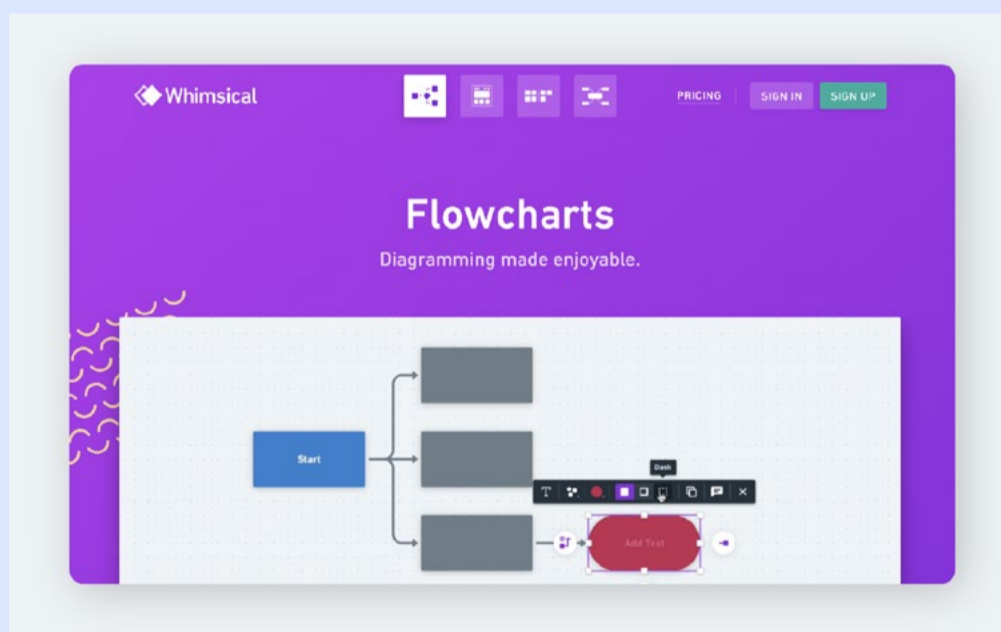 Whimsical
PRICING
SIGN IN
SIGN UP
Flowcharts
Diagramming made enjoyable.
Start
Dash
T
Add Text